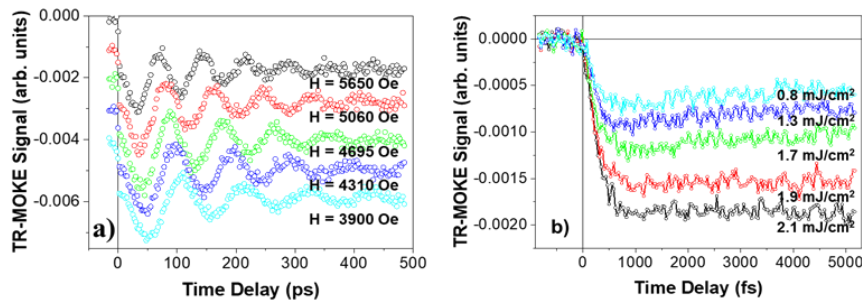 TR-MOKE Signal (arb. units)
0.000
-0.002
-0.004
-0.006
H = 5650 Oe
H = 5060 Oe
H = 4695 Oe
H = 4310 Oe
H = 3900 Oe
a)
0 100 200 300 400 500
Time Delay (ps)
TR-MOKE Signal (arb. units)
0.0000
-0.0005
-0.0010
-0.0015
-0.0020
0.8 mJ/cm²
1.3 mJ/cm²
1.7 mJ/cm²
1.9 mJ/cm²
2.1 mJ/cm²
b)
0 1000 2000 3000 4000 5000
Time Delay (fs)